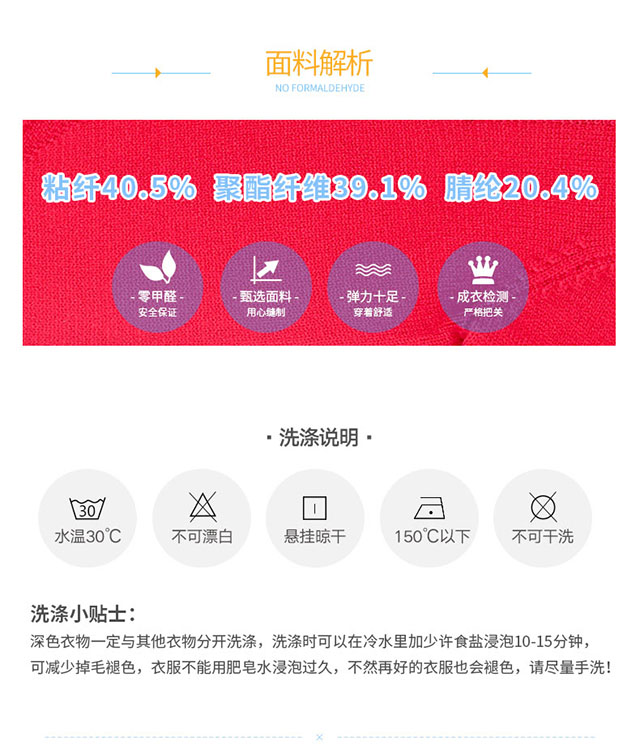 面料解析
NO FORMALDEHYDE
粘纤40.5% 聚酯纤维39.1% 腈纶20.4%
- 零甲醛 - - 甄选面料 - - 弹力十足 - - 成衣检测 -
安全保证 用心缝制 穿着舒适 严格把关
·洗涤说明·
30
水温30℃ 不可漂白 悬挂晾干 150℃以下 不可干洗
洗涤小贴士：
深色衣物一定与其他衣物分开洗涤，洗涤时可以在冷水里加少许食盐浸泡10-15分钟，
可减少掉毛褪色，衣服不能用肥皂水浸泡过久，不然再好的衣服也会褪色，请尽量手洗！